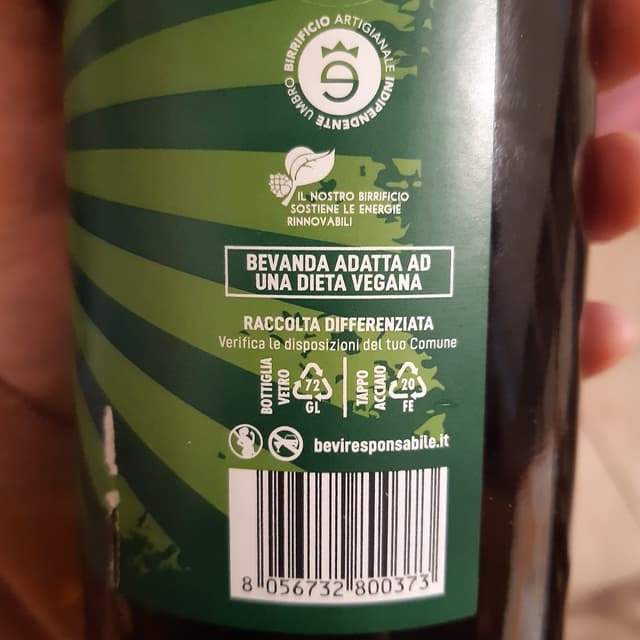 BIRRIFICIO ARTIGIANALE INDIPENDENTE UMBRO
IL NOSTRO BIRRIFICIO
SOSTIENE LE ENERGIE
RINNOVABILI
BEVANDA ADATTA AD
UNA DIETA VEGANA
RACCOLTA DIFFERENZIATA
Verifica le disposizioni del tuo Comune
BOTTIGLIA
VETRO
72
GL
TAPPO
ACCIAIO
20
FE
beviresponsabile.it
8 056732 800373